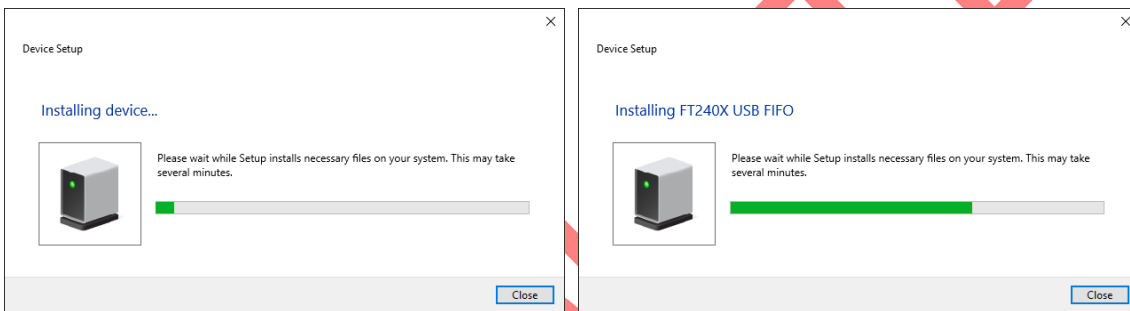 Device Setup
Installing device...
Please wait while Setup installs necessary files on your system. This may take
several minutes.
Close
Device Setup
Installing FT240X USB FIFO
Please wait while Setup installs necessary files on your system. This may take
several minutes.
Close